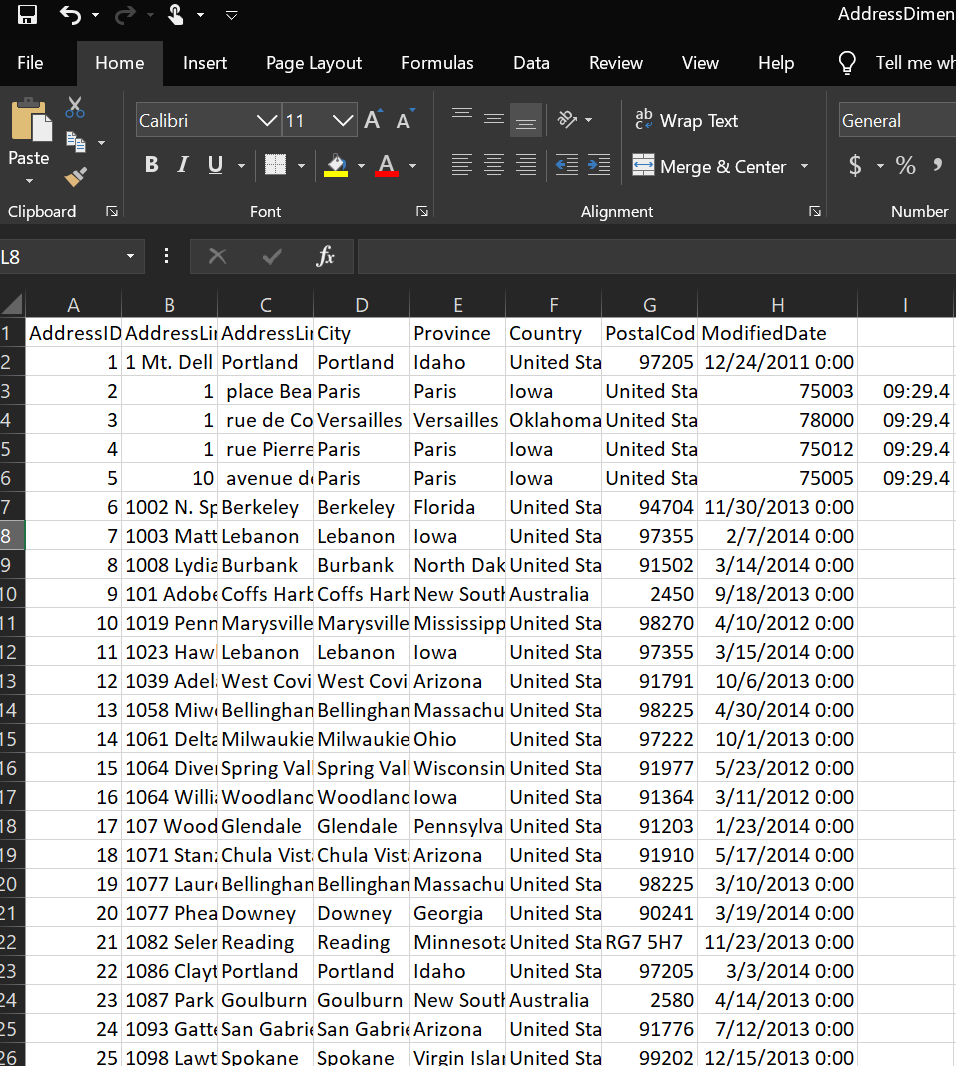 AddressDimen
File Home Insert Page Layout Formulas Data Review View Help Tell me wh
Calibri 11 A A ab c Wrap Text General
Paste B I U A Merge & Center $ % ,
Clipboard Font Alignment Number
L8 fx
A B C D E F G H I
1 AddressID AddressLi AddressLi City Province Country PostalCod ModifiedDate
2 1 1 Mt. Dell Portland Portland Idaho United Sta 97205 12/24/2011 0:00
3 2 1 place Bea Paris Paris Iowa United Sta 75003 09:29.4
4 3 1 rue de Co Versailles Versailles Oklahoma United Sta 78000 09:29.4
5 4 1 rue Pierre Paris Paris Iowa United Sta 75012 09:29.4
6 5 10 avenue de Paris Paris Iowa United Sta 75005 09:29.4
7 6 1002 N. Sp Berkeley Berkeley Florida United Sta 94704 11/30/2013 0:00
8 7 1003 Matt Lebanon Lebanon Iowa United Sta 97355 2/7/2014 0:00
9 8 1008 Lydia Burbank Burbank North Dak United Sta 91502 3/14/2014 0:00
10 9 101 Adobe Coffs Harb Coffs Harb New South Australia 2450 9/18/2013 0:00
11 10 1019 Penn Marysville Marysville Mississipp United Sta 98270 4/10/2012 0:00
12 11 1023 Haw Lebanon Lebanon Iowa United Sta 97355 3/15/2014 0:00
13 12 1039 Adel West Covi West Covi Arizona United Sta 91791 10/6/2013 0:00
14 13 1058 Miwo Bellinghan Bellinghan Massachu United Sta 98225 4/30/2014 0:00
15 14 1061 Delta Milwaukie Milwaukie Ohio United Sta 97222 10/1/2013 0:00
16 15 1064 Diver Spring Vall Spring Vall Wisconsin United Sta 91977 5/23/2012 0:00
17 16 1064 Willi Woodland Woodland Iowa United Sta 91364 3/11/2012 0:00
18 17 107 Wood Glendale Glendale Pennsylva United Sta 91203 1/23/2014 0:00
19 18 1071 Stan Chula Vist Chula Vist Arizona United Sta 91910 5/17/2014 0:00
20 19 1077 Laure Bellinghan Bellinghan Massachu United Sta 98225 3/10/2013 0:00
21 20 1077 Phea Downey Downey Georgia United Sta 90241 3/19/2014 0:00
22 21 1082 Seler Reading Reading Minnesota United Sta RG7 5H7 11/23/2013 0:00
23 22 1086 Clayt Portland Portland Idaho United Sta 97205 3/3/2014 0:00
24 23 1087 Park Goulburn Goulburn New South Australia 2580 4/14/2013 0:00
25 24 1093 Gatte San Gabrie San Gabrie Arizona United Sta 91776 7/12/2013 0:00
26 25 1098 Lawt Spokane Spokane Virgin Islan United Sta 99202 12/15/2013 0:00